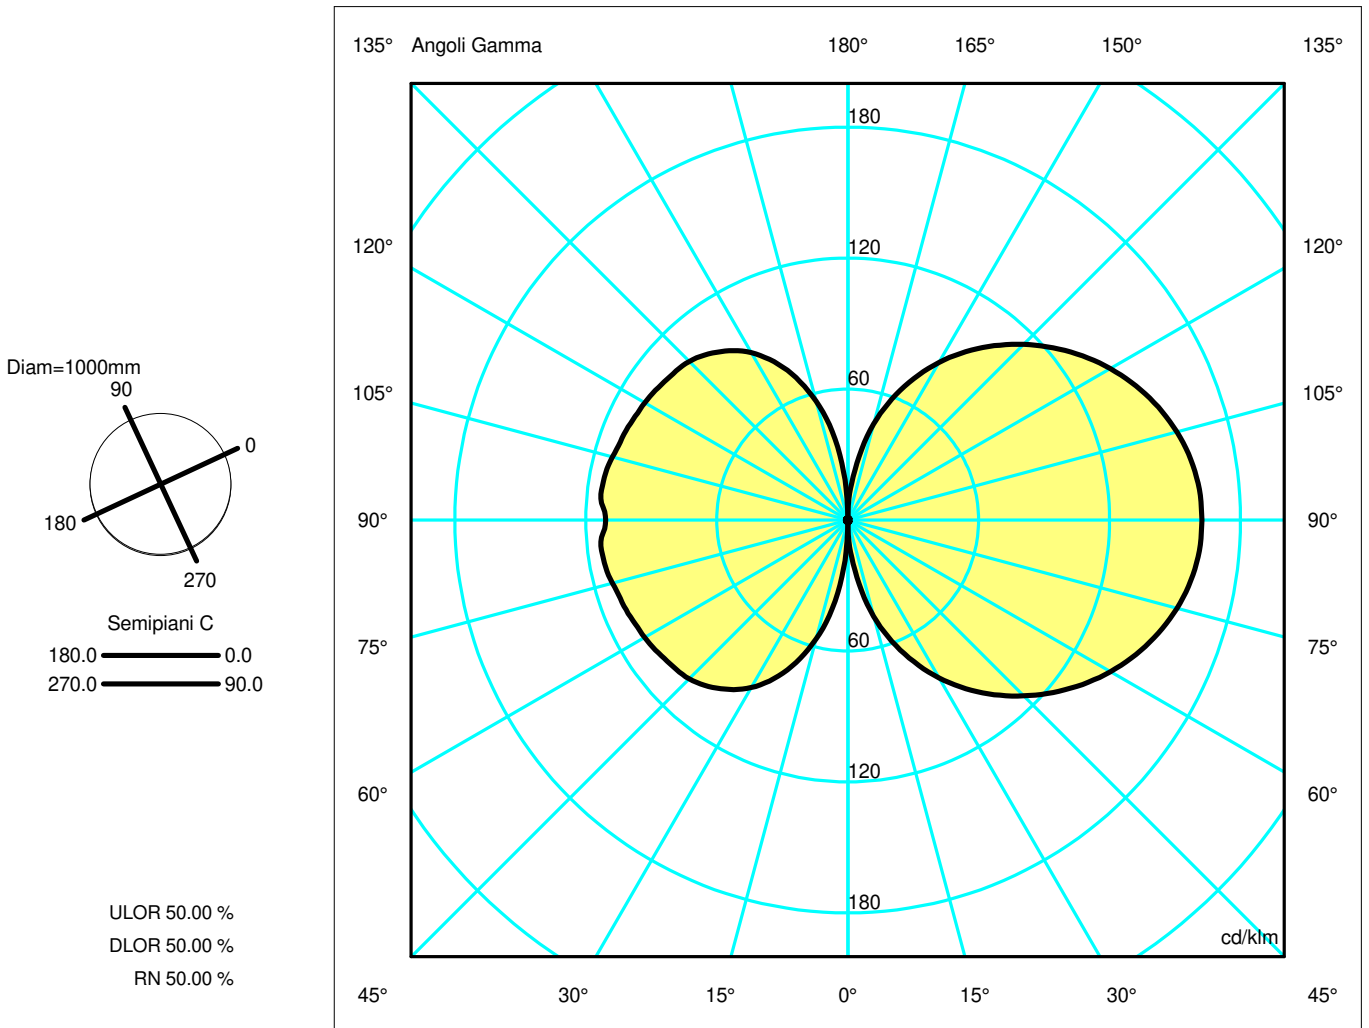 135° Angoli Gamma 180° 165° 150° 135°
180
120° 120 120°
Diam=1000mm
90
105° 60 105°
0
180
90° 90°
270
Semipiani C
180.0 0.0
270.0 90.0
75° 60 75°
60° 120 60°
180
ULOR 50.00 %
cd/klm
DLOR 50.00 %
RN 50.00 %
45° 30° 15° 0° 15° 30° 45°